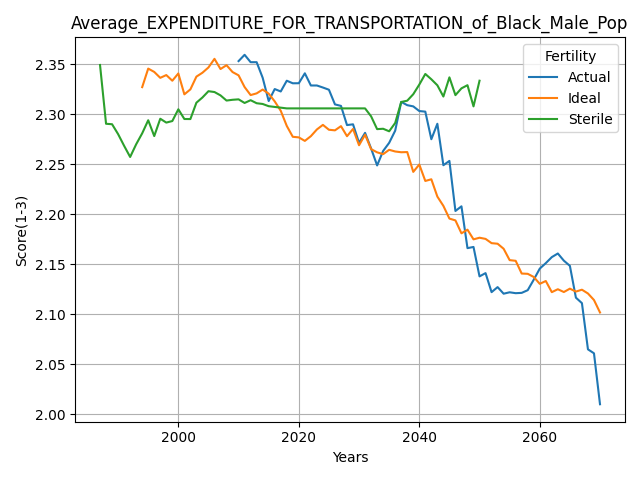 Average_EXPENDITURE_FOR_TRANSPORTATION_of_Black_Male_Pop
Fertility
Actual
Ideal
Sterile
Score(1-3)
2.35
2.30
2.25
2.20
2.15
2.10
2.05
2.00
2000 2020 2040 2060
Years